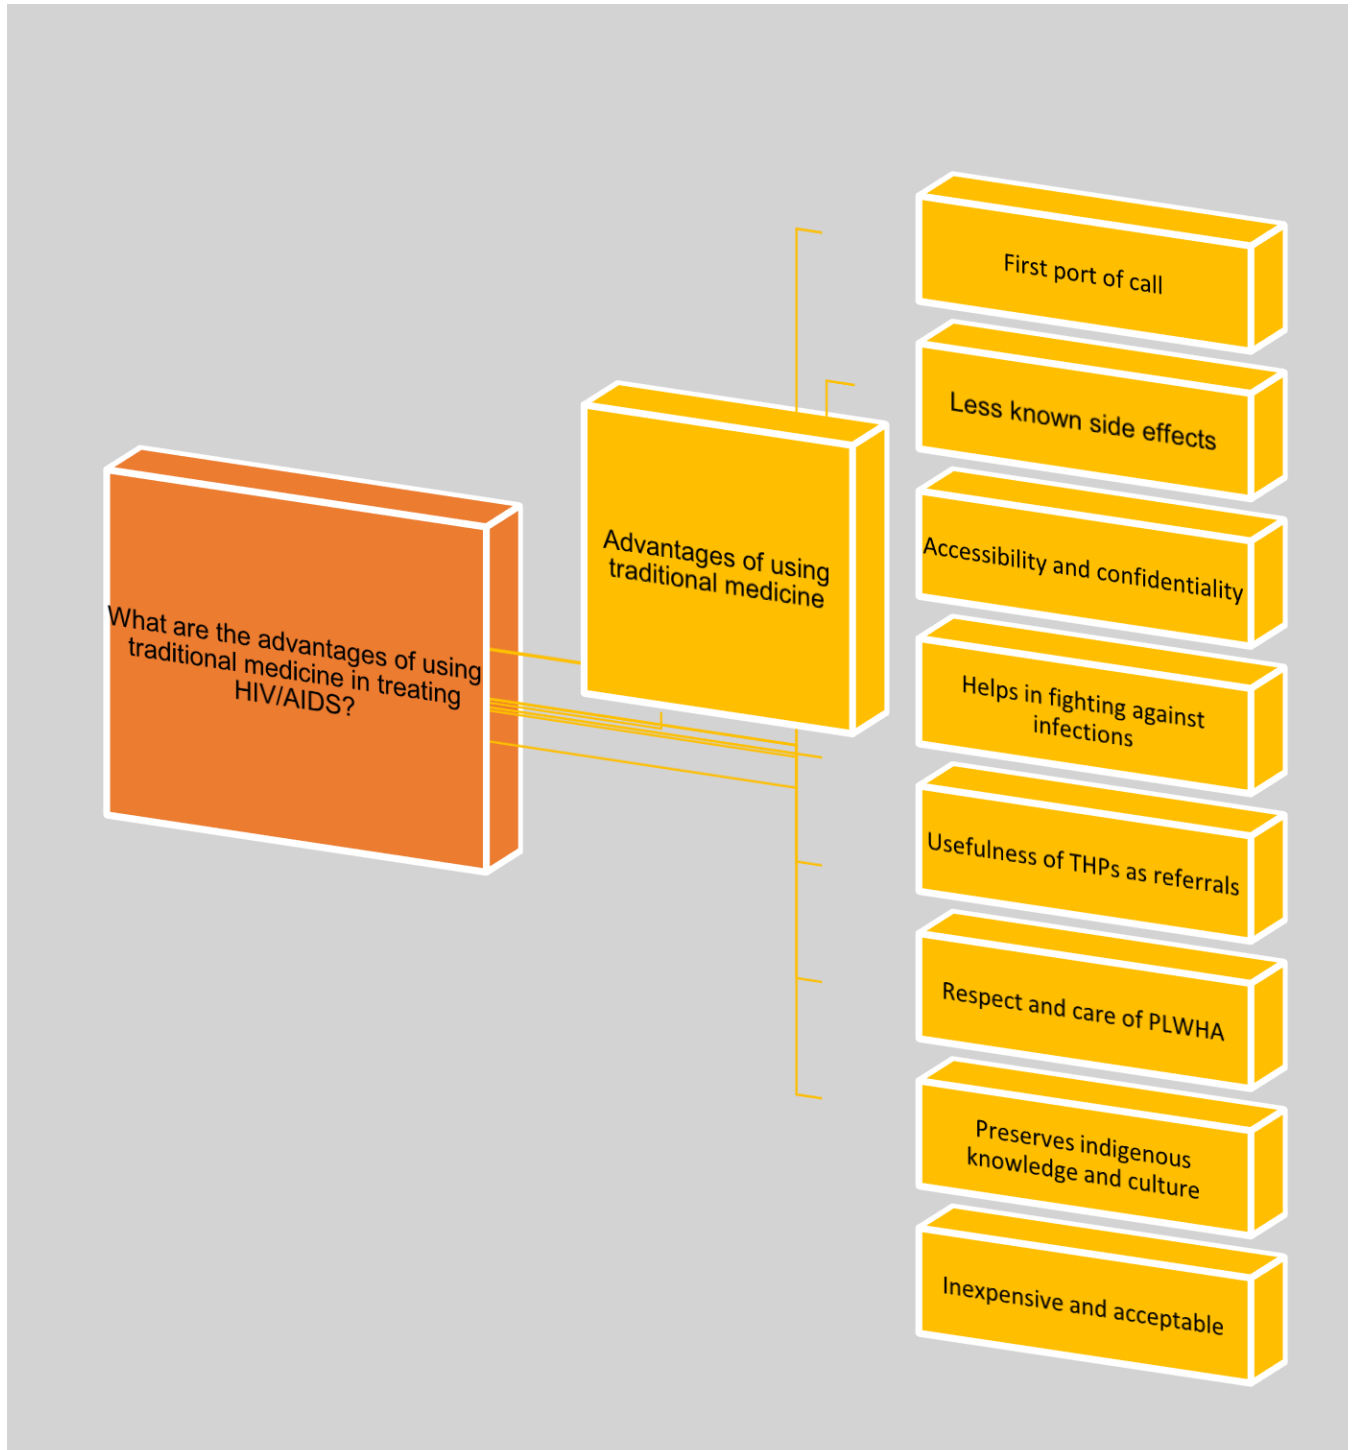 What are the advantages of using
traditional medicine in treating
HIV/AIDS?
Advantages of using
traditional medicine
First port of call
Less known side effects
Accessibility and confidentiality
Helps in fighting against
infections
Usefulness of THPs as referrals
Respect and care of PLWHA
Preserves indigenous
knowledge and culture
Inexpensive and acceptable